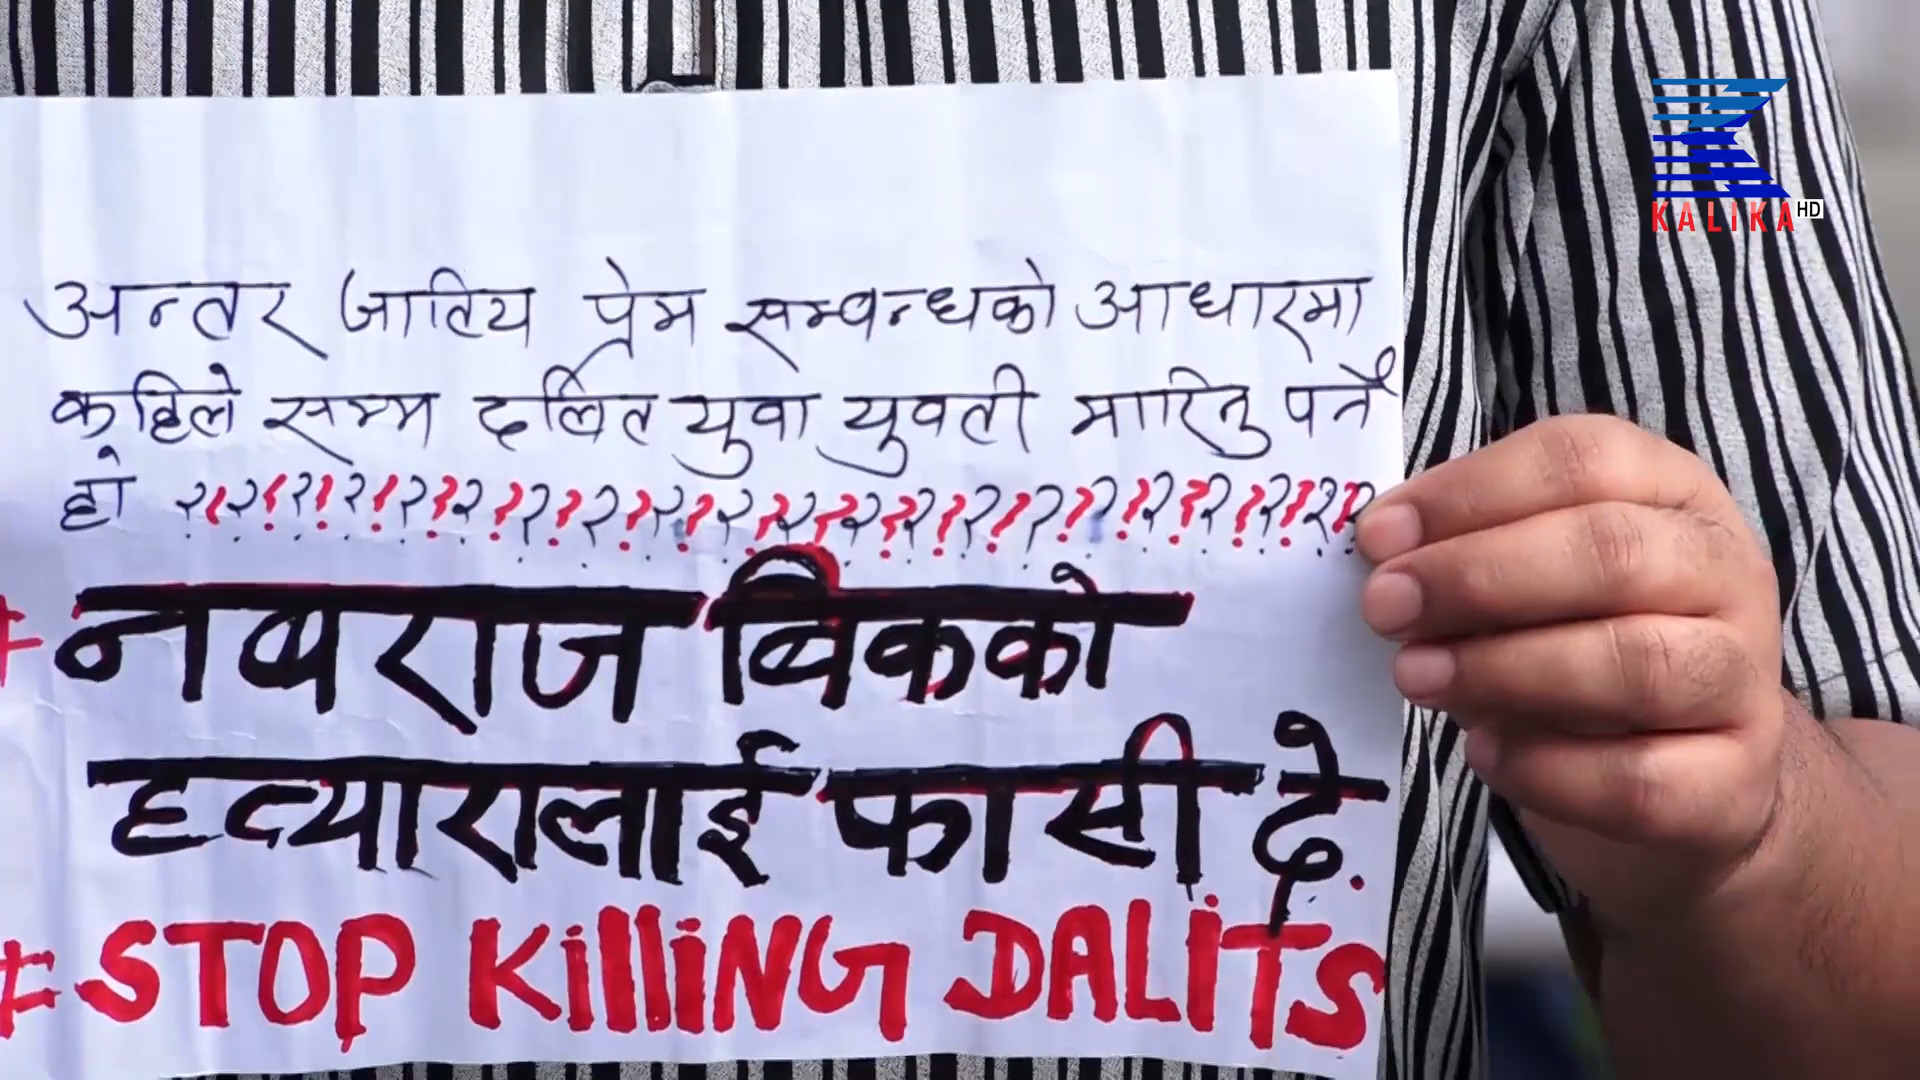 KALIKA HD
अन्तर जातिय प्रेम सम्बन्धको आधारमा
कहिले सम्म दलित युवा युवती मारिनु पर्ने
हो ?????????????????????????????????????????
#नवराज बिकको
हत्यारालाई फासी दे.
#STOP KilliNG DALiTS